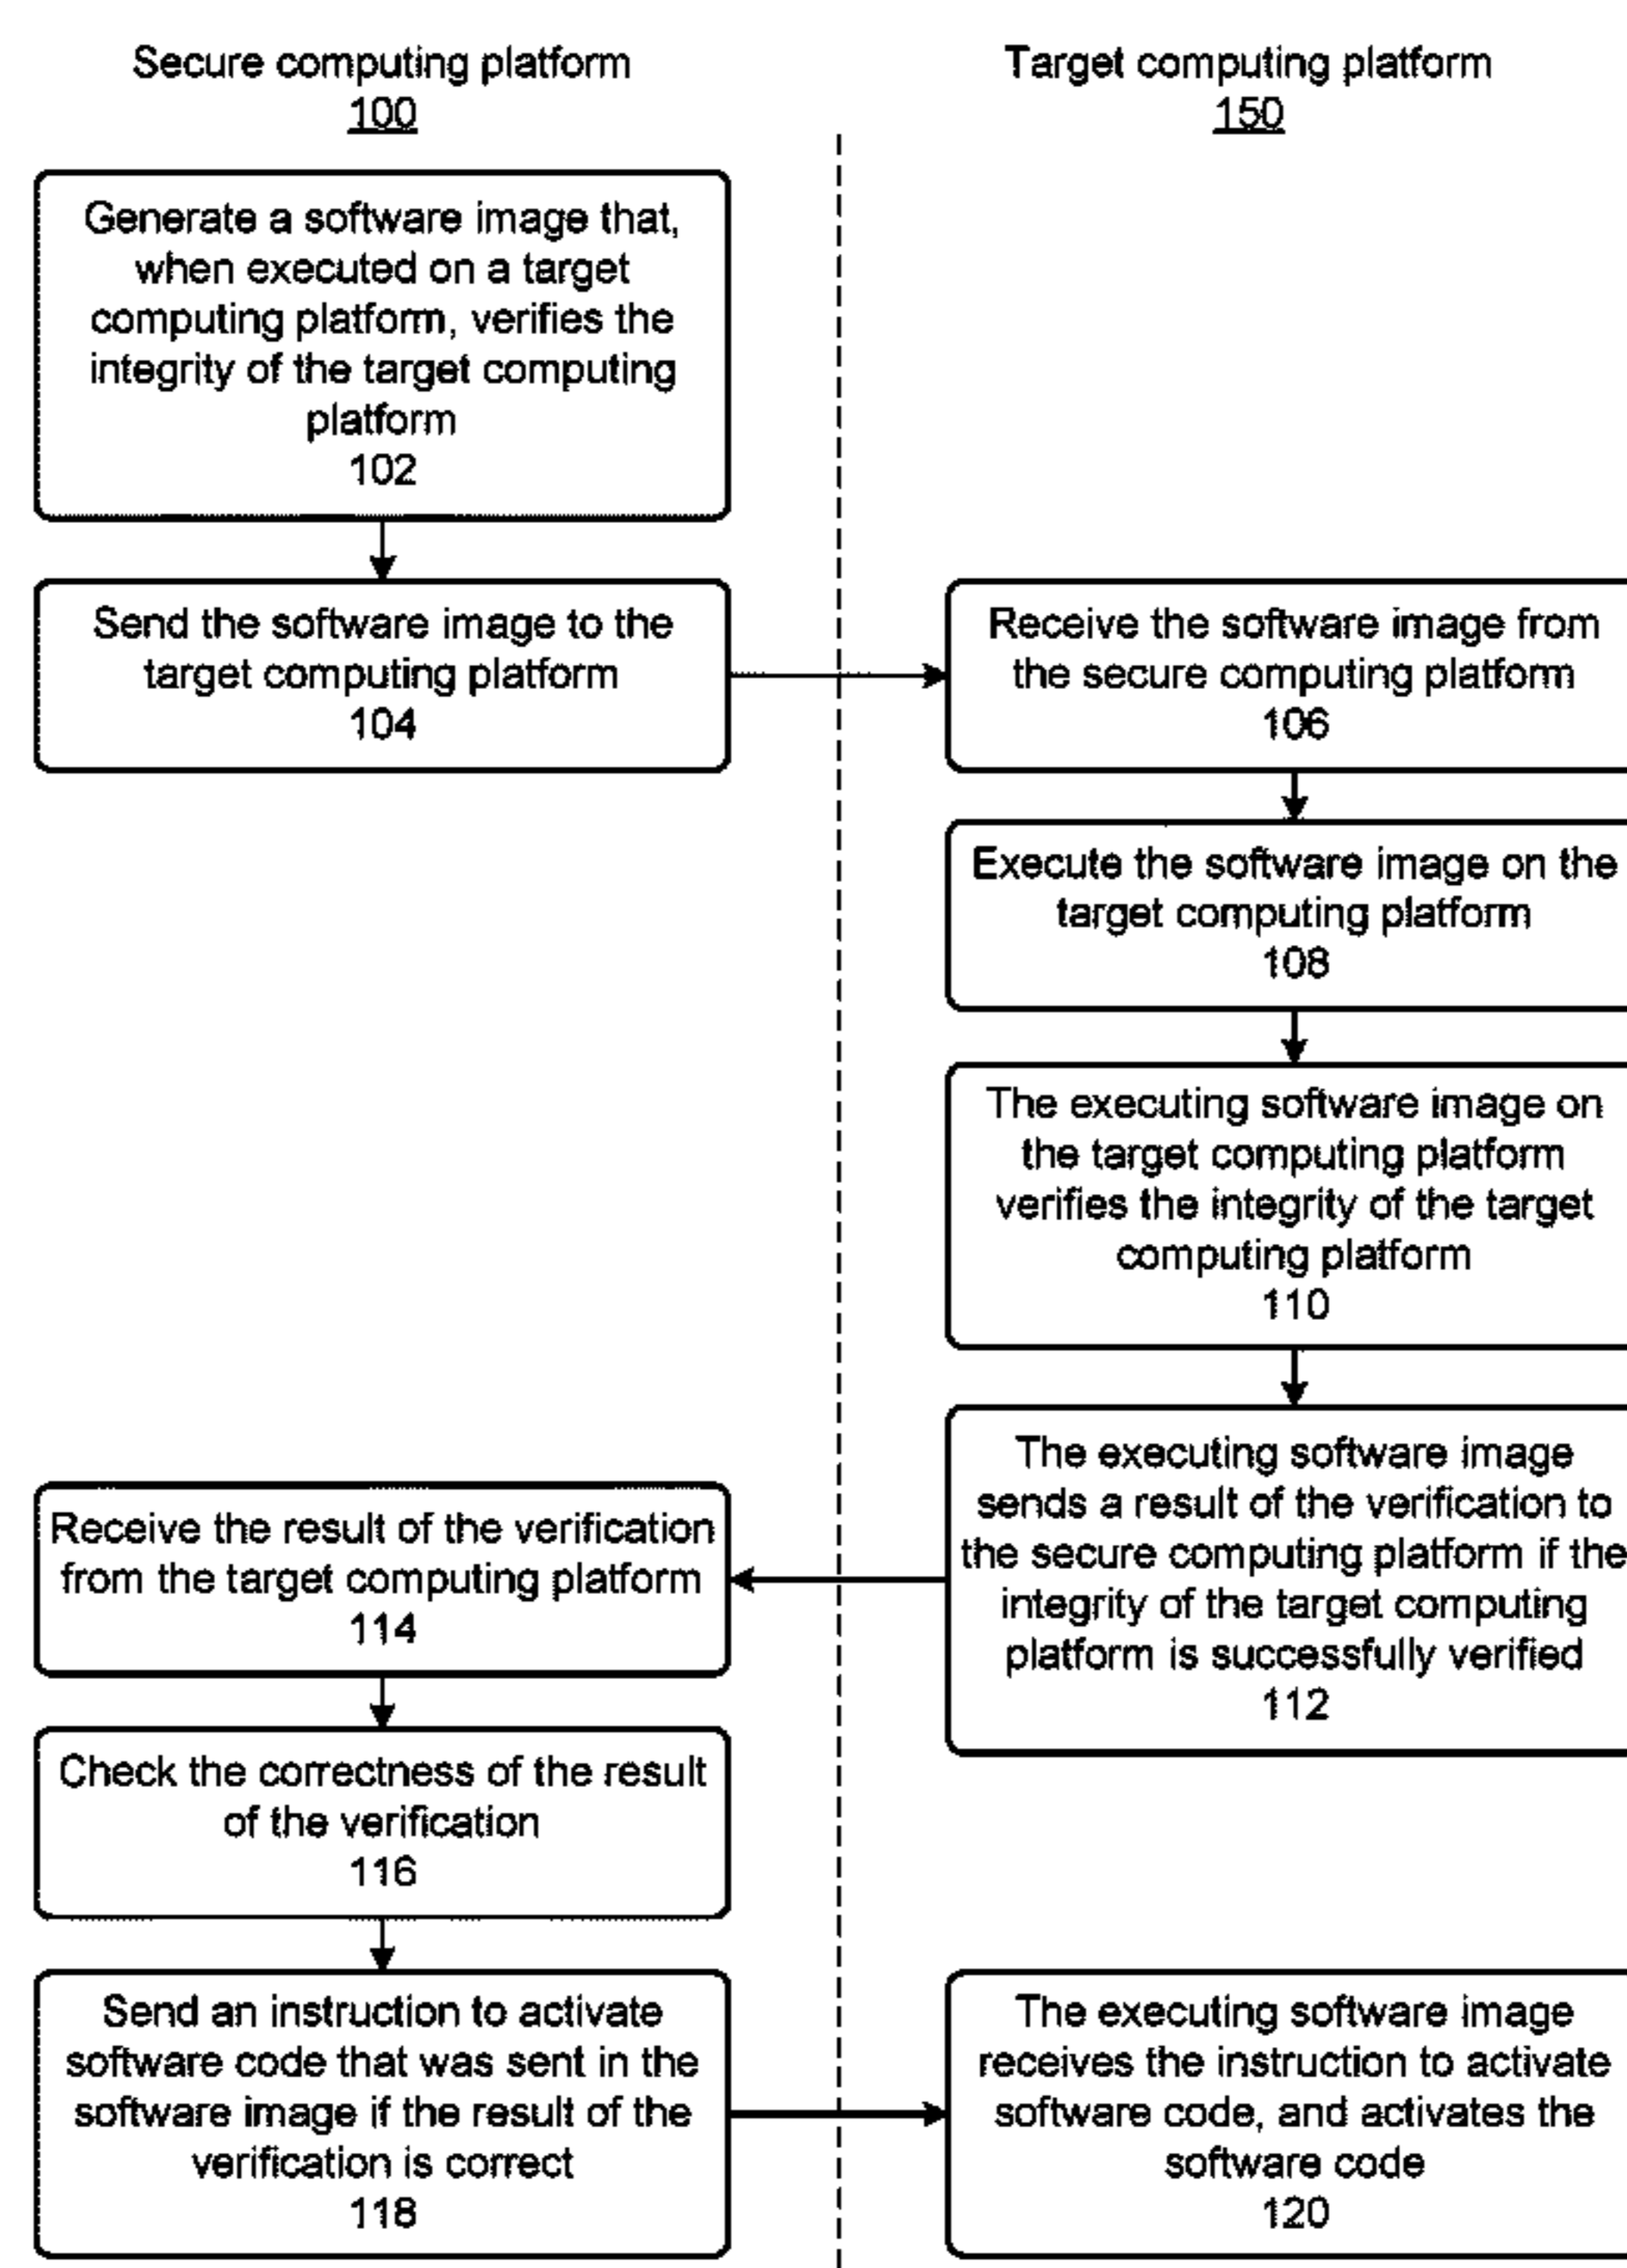 Secure computing platform
100
Target computing platform
150
Generate a software image that,
when executed on a target
computing platform, verifies the
integrity of the target computing
platform
102
Send the software image to the
target computing platform
104
Receive the software image from
the secure computing platform
106
Execute the software image on the
target computing platform
108
The executing software image on
the target computing platform
verifies the integrity of the target
computing platform
110
The executing software image
sends a result of the verification to
the secure computing platform if the
integrity of the target computing
platform is successfully verified
112
Receive the result of the verification
from the target computing platform
114
Check the correctness of the result
of the verification
116
Send an instruction to activate
software code that was sent in the
software image if the result of the
verification is correct
118
The executing software image
receives the instruction to activate
software code, and activates the
software code
120